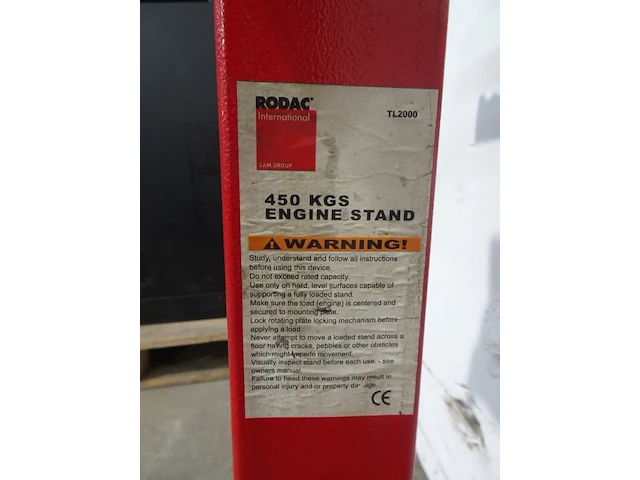 RODAC®
International
TL2000
SAM GROUP
450 KGS
ENGINE STAND
WARNING!
Study, understand and follow all instructions
before using this device.
Do not exceed rated capacity.
Use only on hard, level surfaces capable of
supporting a fully loaded stand.
Make sure the load (engine) is centered and
secured to mounting plate.
Lock rotating plate locking mechanism before
applying a load.
Never attempt to move a loaded stand across a
floor having cracks, pebbles or other obsticles
which might impede movement.
Visually inspect stand before each use. - see
owners manual.
Failure to heed these warnings may result in
personal injury and or property damage.
CE